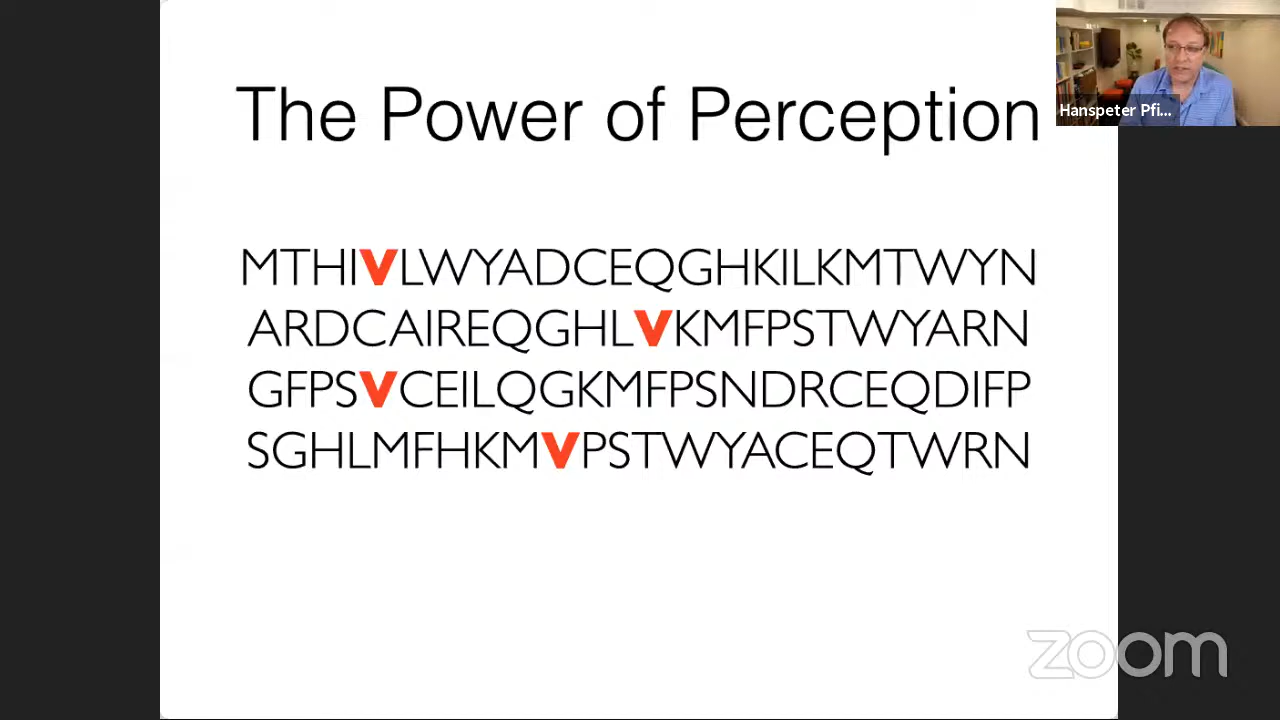 The Power of Perception
Hanspeter Pfi...
MTHIVLWYADCEQGHKILKMTWYN
ARDCAIREQGHLVKMFPSTWYARN
GFPSVCEILQGKMFPSNDRCEQDIFP
SGHLMFHKMVPSTWYACEQTWRN
zoom